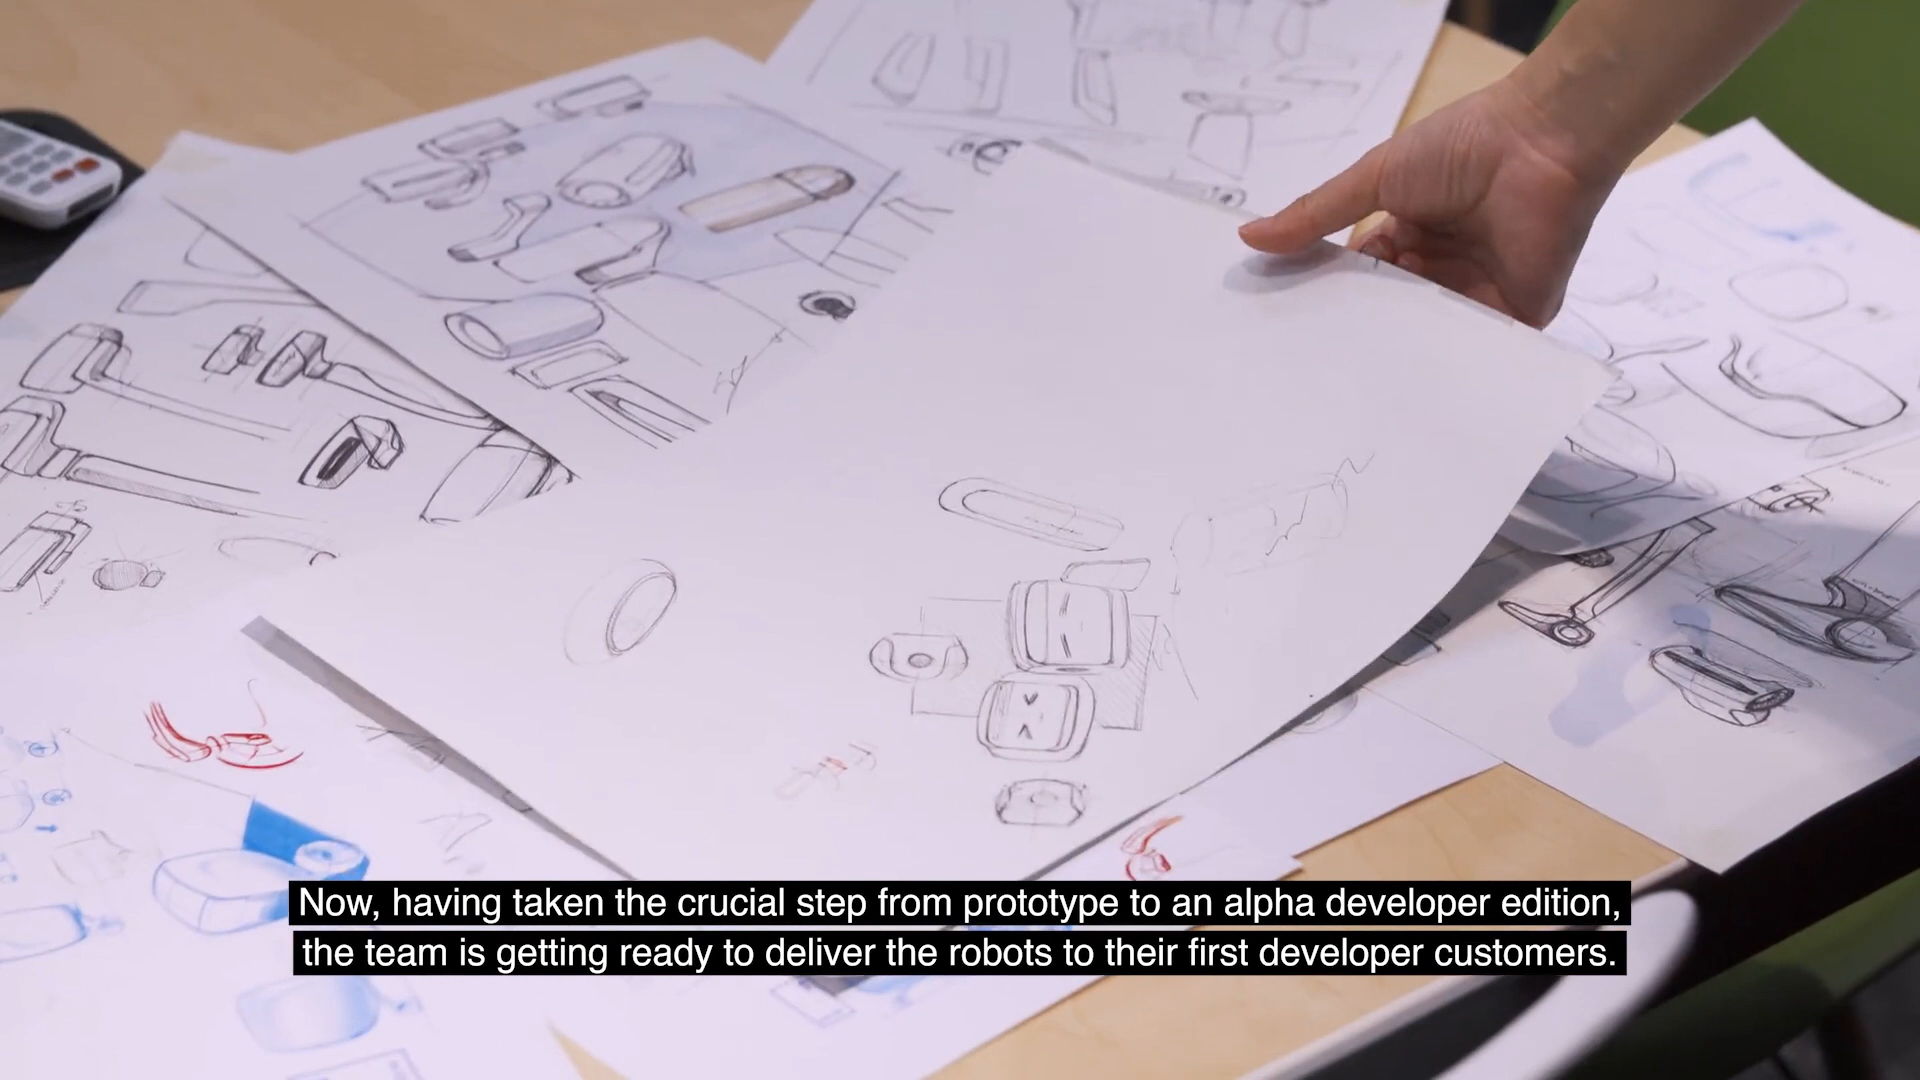 Now, having taken the crucial step from prototype to an alpha developer edition,
the team is getting ready to deliver the robots to their first developer customers.